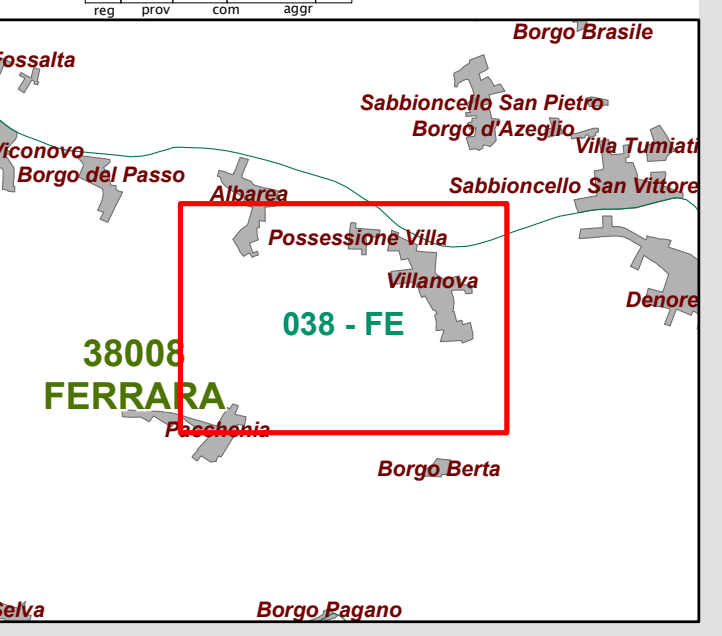 reg prov com aggr
Borgo Brasile
Fossalta
Sabbioncello San Pietro
Borgo d'Azeglio
Villa Tumiati
Viconovo
Borgo del Passo
Albarea
Sabbioncello San Vittore
Possessione Villa
Villanova
Denore
038 - FE
38008
FERRARA
Pacchenia
Borgo Berta
Selva
Borgo Pagano